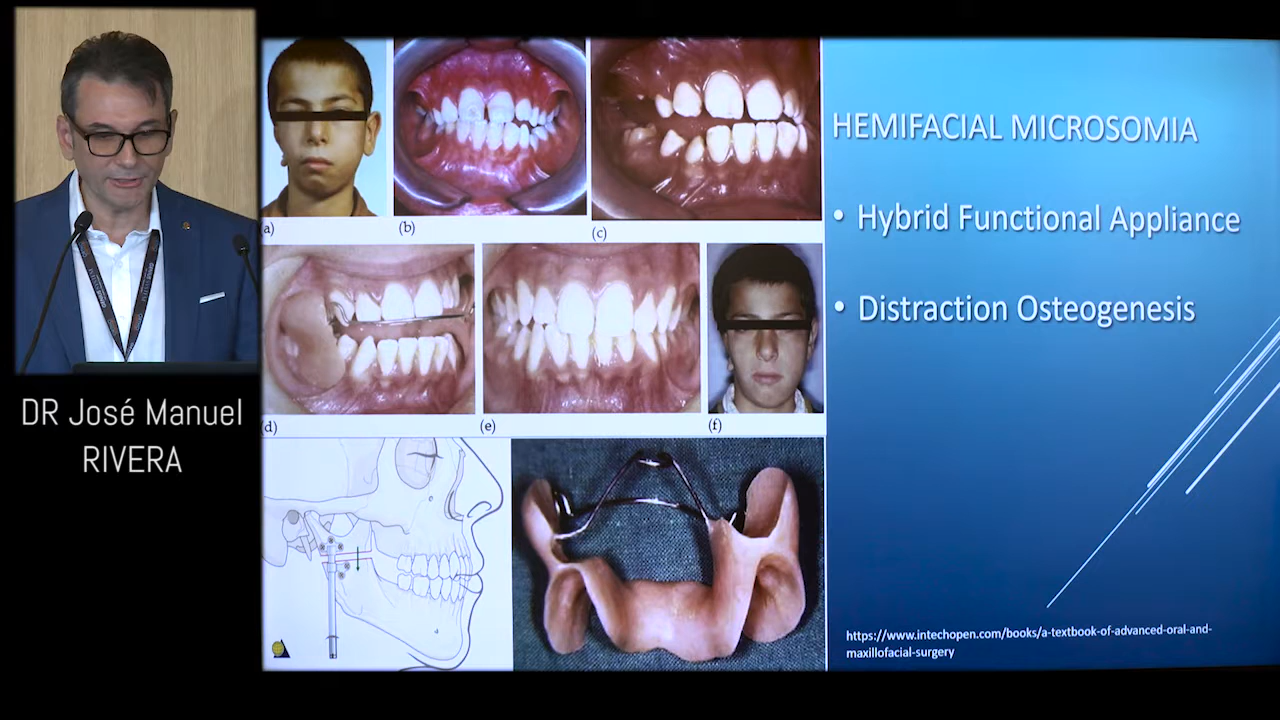 DR José Manuel
RIVERA
a)
(b)
(c)
d)
(e)
(f)
HEMIFACIAL MICROSOMIA
• Hybrid Functional Appliance
• Distraction Osteogenesis
https://www.intechopen.com/books/a-textbook-of-advanced-oral-and-
maxillofacial-surgery